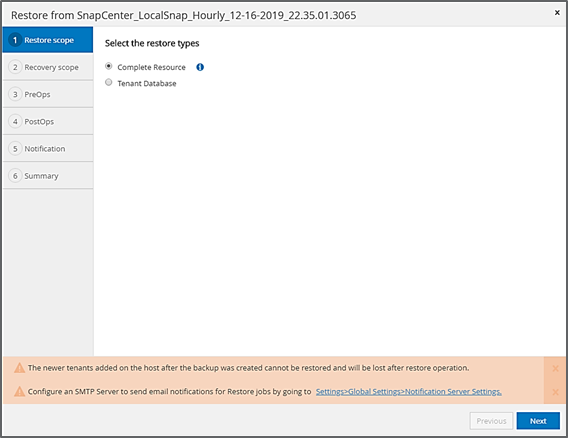 Restore from SnapCenter_LocalSnap_Hourly_12-16-2019_22.35.01.3065
×
1 Restore scope
2 Recovery scope
3 PreOps
4 PostOps
5 Notification
6 Summary
Select the restore types
Complete Resource i
Tenant Database
The newer tenants added on the host after the backup was created cannot be restored and will be lost after restore operation. ×
Configure an SMTP Server to send email notifications for Restore jobs by going to Settings>Global Settings>Notification Server Settings. ×
Previous Next